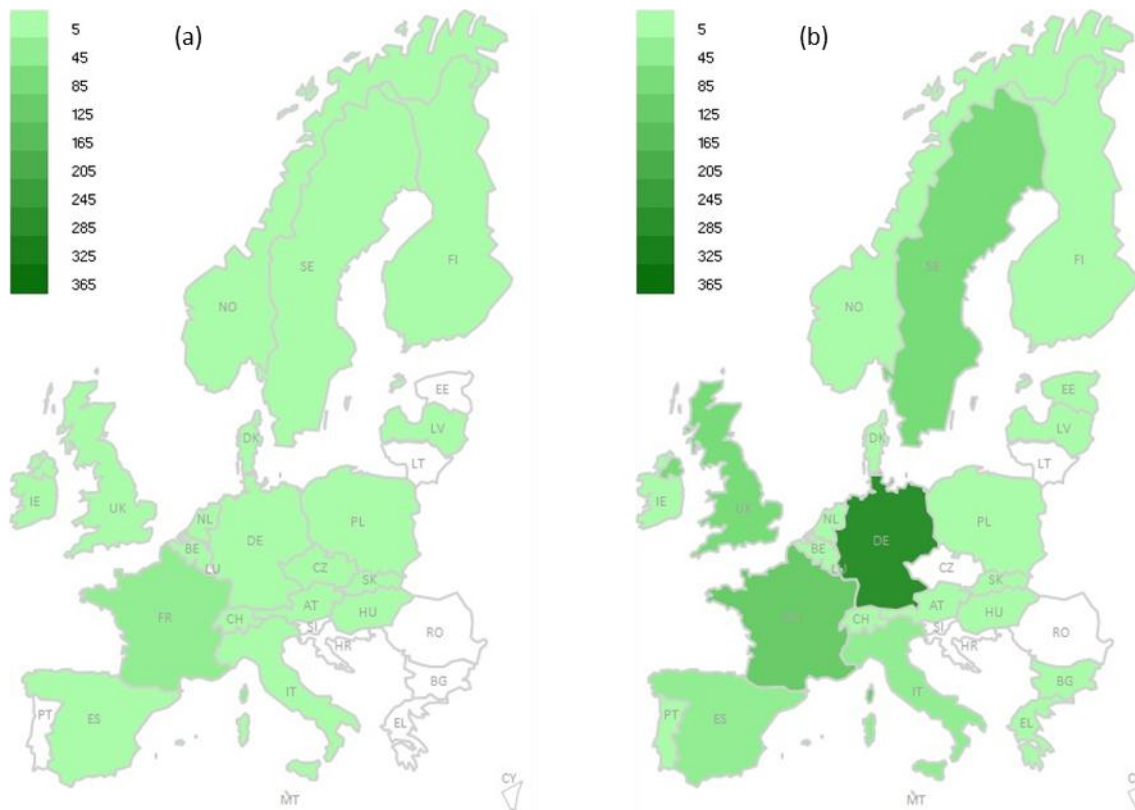 (a)
5
45
85
125
165
205
245
285
325
365
FI
SE
NO
EE
LV
LT
DK
IE
UK
NL
PL
BE
DE
LU
CZ
SK
FR
AT
HU
CH
SI
HR
RO
BG
PT
ES
IT
EL
CY
MT
(b)
5
45
85
125
165
205
245
285
325
365
FI
SE
NO
EE
LV
LT
DK
IE
UK
NL
PL
BE
DE
CZ
SK
AT
HU
CH
SI
HR
RO
BG
PT
ES
IT
EL
MT